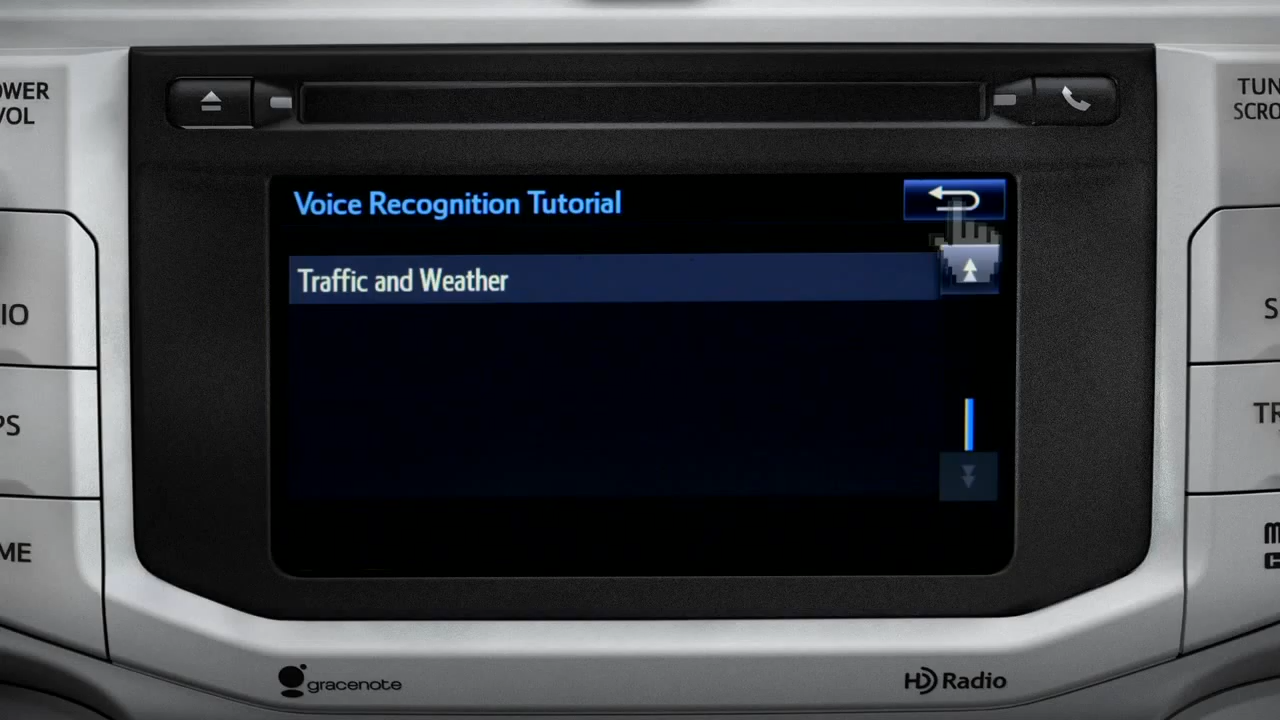 OWER
VOL
TUN
SCRO
Voice Recognition Tutorial
Traffic and Weather
IO
S
PS
TR
ME
gracenote
HD Radio